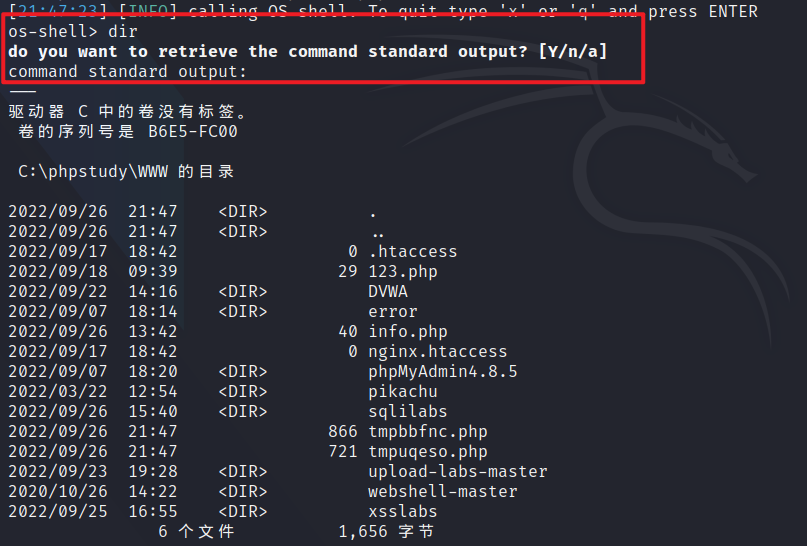 [21:47:23] [INFO] calling OS shell. To quit type 'x' or 'q' and press ENTER
os-shell> dir
do you want to retrieve the command standard output? [Y/n/a]
command standard output:
---
驱动器 C 中的卷没有标签。
卷的序列号是 B6E5-FC00
C:\phpstudy\WWW 的目录
2022/09/26  21:47    <DIR>          .
2022/09/26  21:47    <DIR>          ..
2022/09/17  18:42                 0 .htaccess
2022/09/18  09:39                29 123.php
2022/09/22  14:16    <DIR>          DVWA
2022/09/07  18:14    <DIR>          error
2022/09/26  13:42                40 info.php
2022/09/17  18:42                 0 nginx.htaccess
2022/09/07  18:20    <DIR>          phpMyAdmin4.8.5
2022/03/22  12:54    <DIR>          pikachu
2022/09/26  15:40    <DIR>          sqlilabs
2022/09/26  21:47               866 tmpbbfnc.php
2022/09/26  21:47               721 tmpuqeso.php
2022/09/23  19:28    <DIR>          upload-labs-master
2020/10/26  14:22    <DIR>          webshell-master
2022/09/25  16:55    <DIR>          xsslabs
6 个文件          1,656 字节